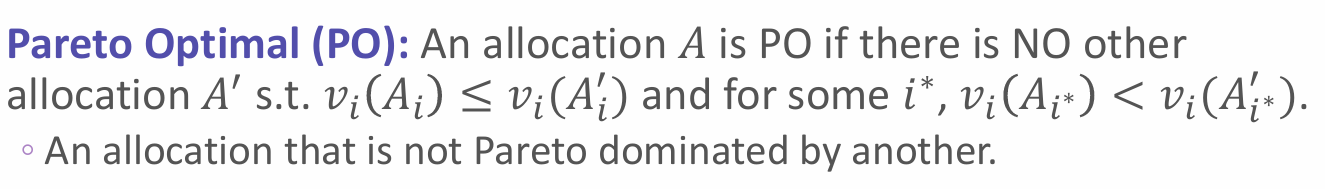 Pareto Optimal (PO): An allocation 𝐴 is PO if there is NO other
allocation 𝐴′ s.t. 𝑣ᵢ(𝐴ᵢ) ≤ 𝑣ᵢ(𝐴ᵢ′) and for some 𝑖*, 𝑣ᵢ(𝐴ᵢ*) < 𝑣ᵢ(𝐴′ᵢ*).
◦ An allocation that is not Pareto dominated by another.